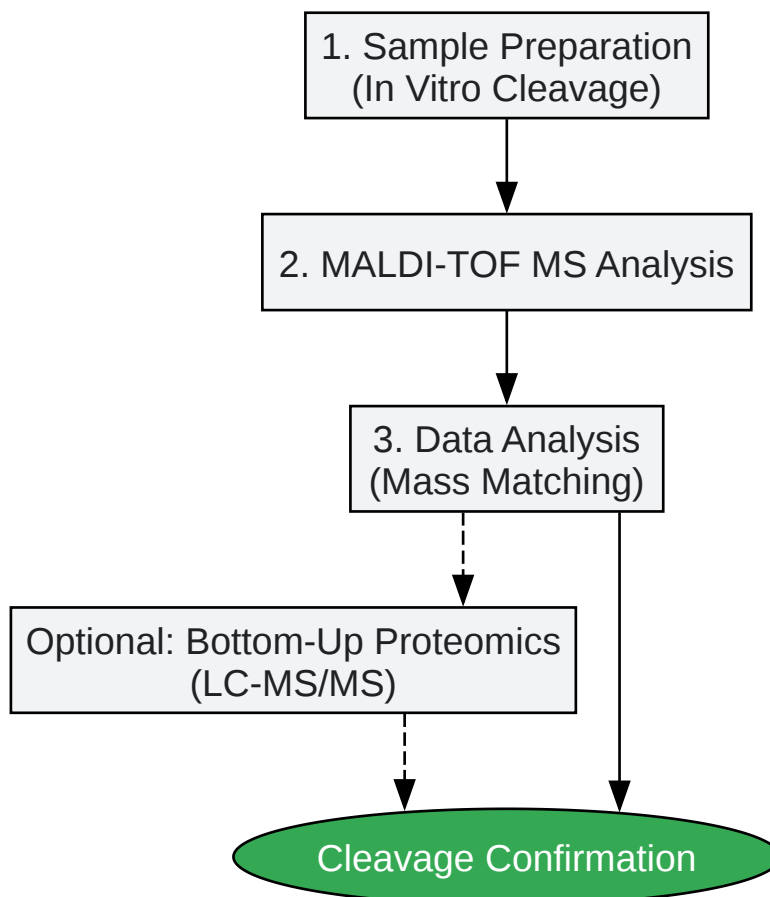 1. Sample Preparation
(In Vitro Cleavage)
2. MALDI-TOF MS Analysis
3. Data Analysis
(Mass Matching)
Optional: Bottom-Up Proteomics
(LC-MS/MS)
Cleavage Confirmation